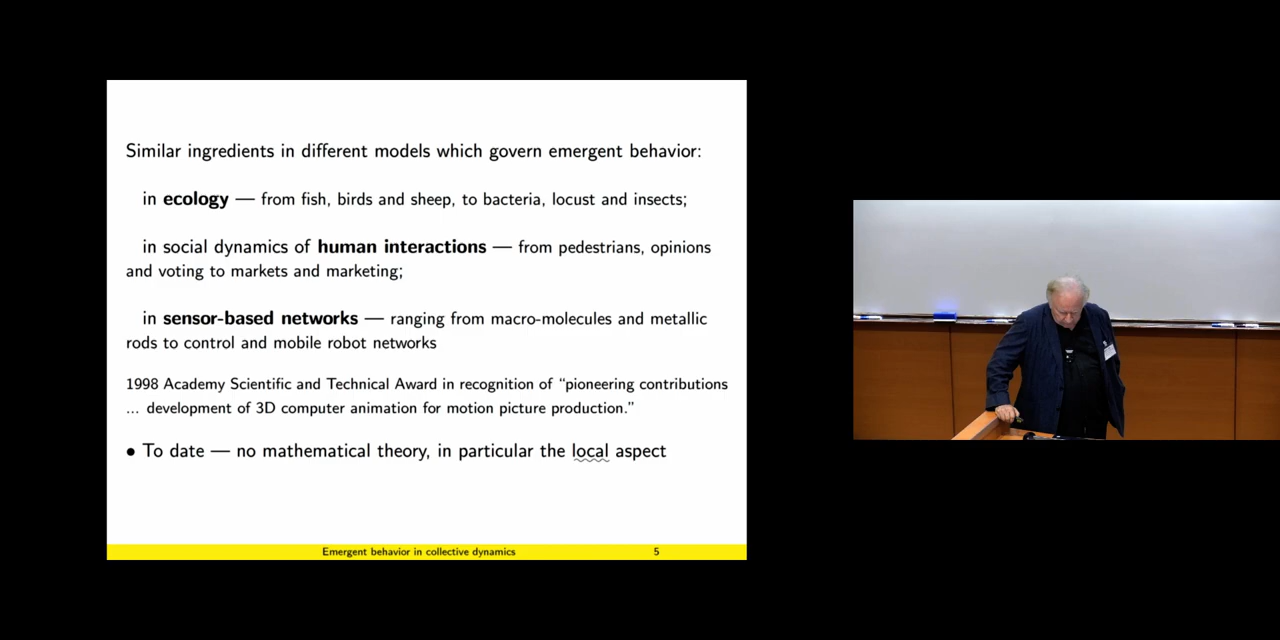 Similar ingredients in different models which govern emergent behavior:
in ecology — from fish, birds and sheep, to bacteria, locust and insects;
in social dynamics of human interactions — from pedestrians, opinions
and voting to markets and marketing;
in sensor-based networks — ranging from macro-molecules and metallic
rods to control and mobile robot networks
1998 Academy Scientific and Technical Award in recognition of “pioneering contributions
... development of 3D computer animation for motion picture production.”
• To date — no mathematical theory, in particular the local aspect
Emergent behavior in collective dynamics 5